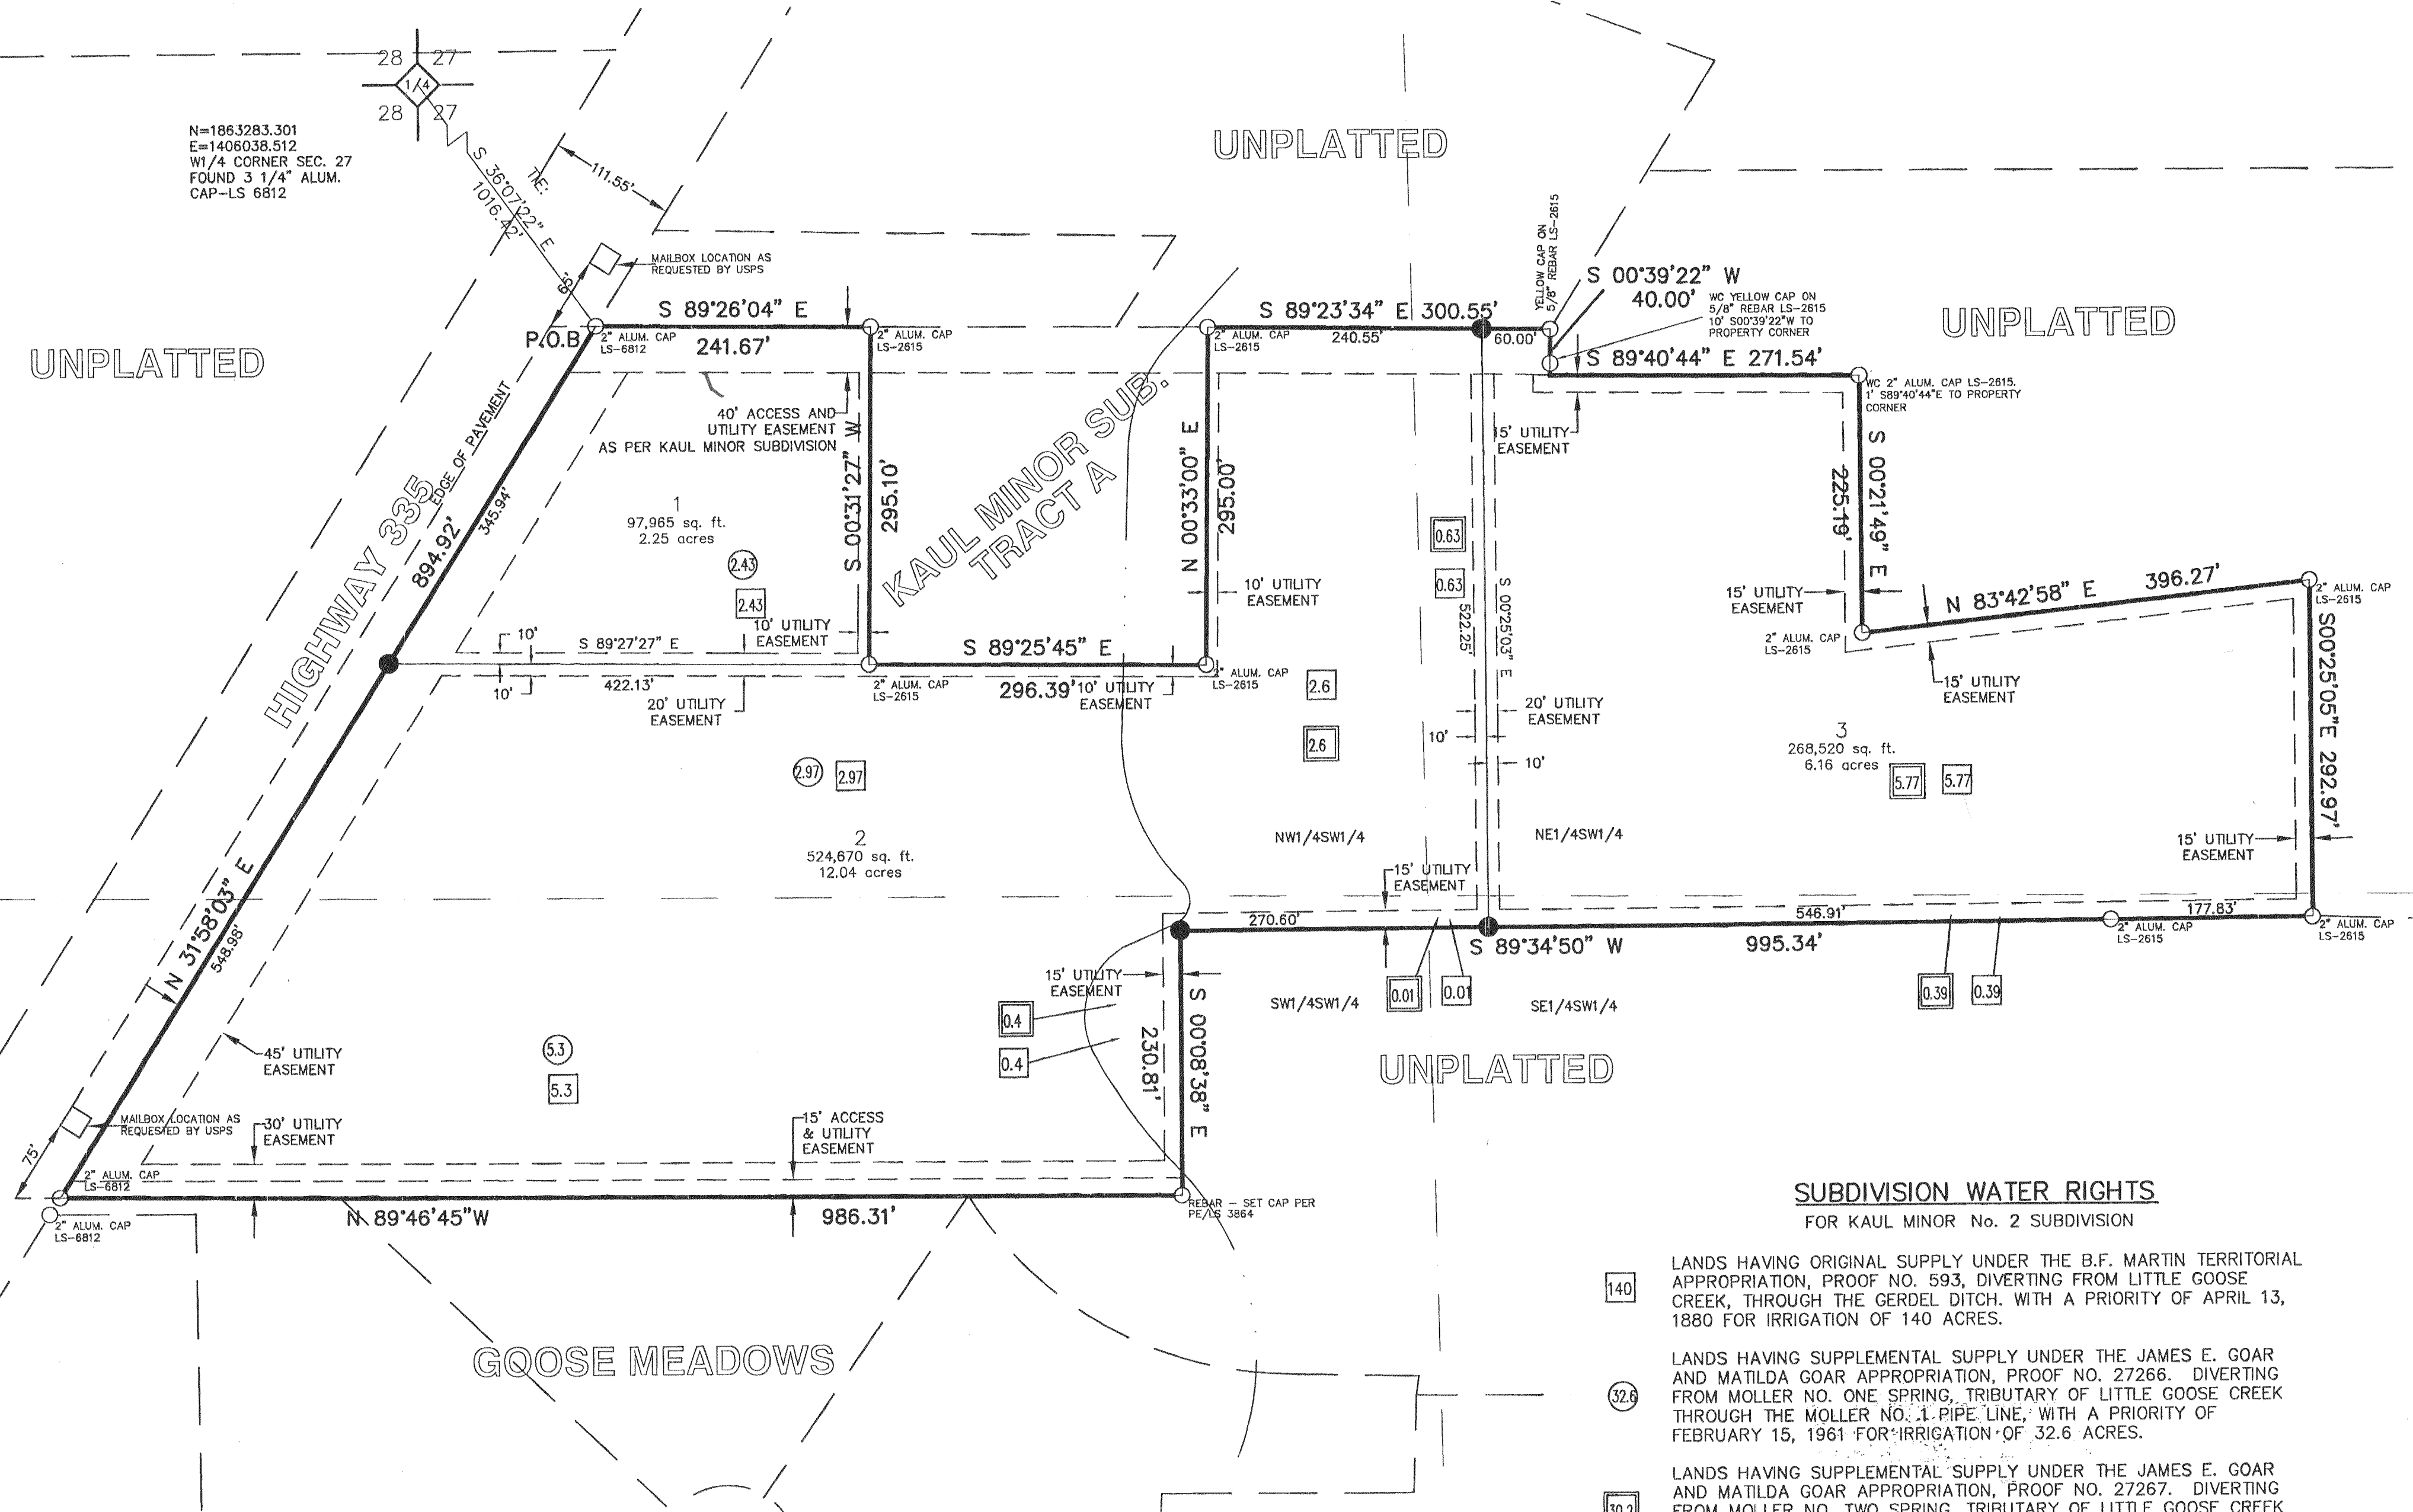 28 27
1/4
28 27
N=1863283.301
E=1406038.512
W1/4 CORNER SEC. 27
FOUND 3 1/4" ALUM.
CAP-LS 6812
TIE:
S 36°07'22" E
1016.42'
111.55'
UNPLATTED
MAILBOX LOCATION AS
REQUESTED BY USPS
65'
P.O.B
2" ALUM. CAP
LS-6812
S 89°26'04" E
241.67'
2" ALUM. CAP
LS-2615
UNPLATTED
HIGHWAY 335
EDGE OF PAVEMENT
894.92'
345.94'
40' ACCESS AND
UTILITY EASEMENT
AS PER KAUL MINOR SUBDIVISION
S 00°31'27" W
295.10'
KAUL MINOR SUB.
TRACT A
1
97,965 sq. ft.
2.25 acres
2.43
2.43
10' UTILITY
EASEMENT
10'
S 89°27'27" E
10'
422.13'
20' UTILITY
EASEMENT
2" ALUM. CAP
LS-2615
S 89°25'45" E
296.39'
10' UTILITY
EASEMENT
2" ALUM. CAP
LS-2615
N 00°33'00" E
295.00'
10' UTILITY
EASEMENT
2" ALUM. CAP
LS-2615
S 89°23'34" E 300.55'
240.55'
60.00'
YELLOW CAP ON
5/8" REBAR LS-2615
S 00°39'22" W
40.00'
WC YELLOW CAP ON
5/8" REBAR LS-2615
10' S00°39'22"W TO
PROPERTY CORNER
UNPLATTED
S 89°40'44" E 271.54'
WC 2" ALUM. CAP LS-2615.
1' S89°40'44"E TO PROPERTY
CORNER
15' UTILITY
EASEMENT
S 00°21'49" E
225.19'
0.63
0.63
S 00°25'03" E
522.25'
15' UTILITY
EASEMENT
2" ALUM. CAP
LS-2615
N 83°42'58" E 396.27'
2" ALUM. CAP
LS-2615
15' UTILITY
EASEMENT
S00°25'05"E 292.97'
2.6
2.6
20' UTILITY
EASEMENT
10'
10'
3
268,520 sq. ft.
6.16 acres
5.77
5.77
2.97
2.97
2
524,670 sq. ft.
12.04 acres
NW1/4SW1/4
NE1/4SW1/4
15' UTILITY
EASEMENT
15' UTILITY
EASEMENT
270.60'
546.91'
177.83'
S 89°34'50" W
995.34'
2" ALUM. CAP
LS-2615
2" ALUM. CAP
LS-2615
N 31°58'03" E
548.98'
15' UTILITY
EASEMENT
S 00°08'38" E
230.81'
0.4
0.4
SW1/4SW1/4
SE1/4SW1/4
0.01
0.01
0.39
0.39
UNPLATTED
45' UTILITY
EASEMENT
5.3
5.3
MAILBOX LOCATION AS
REQUESTED BY USPS
75'
30' UTILITY
EASEMENT
15' ACCESS
& UTILITY
EASEMENT
2" ALUM. CAP
LS-6812
2" ALUM. CAP
LS-6812
N 89°46'45"W
986.31'
REBAR - SET CAP PER
PE/LS 3864
GOOSE MEADOWS
SUBDIVISION WATER RIGHTS
FOR KAUL MINOR No. 2 SUBDIVISION
140
LANDS HAVING ORIGINAL SUPPLY UNDER THE B.F. MARTIN TERRITORIAL
APPROPRIATION, PROOF NO. 593, DIVERTING FROM LITTLE GOOSE
CREEK, THROUGH THE GERDEL DITCH. WITH A PRIORITY OF APRIL 13,
1880 FOR IRRIGATION OF 140 ACRES.
32.6
LANDS HAVING SUPPLEMENTAL SUPPLY UNDER THE JAMES E. GOAR
AND MATILDA GOAR APPROPRIATION, PROOF NO. 27266. DIVERTING
FROM MOLLER NO. ONE SPRING, TRIBUTARY OF LITTLE GOOSE CREEK
THROUGH THE MOLLER NO. 1 PIPE LINE, WITH A PRIORITY OF
FEBRUARY 15, 1961 FOR IRRIGATION OF 32.6 ACRES.
LANDS HAVING SUPPLEMENTAL SUPPLY UNDER THE JAMES E. GOAR
AND MATILDA GOAR APPROPRIATION, PROOF NO. 27267. DIVERTING
FROM MOLLER NO. TWO SPRING, TRIBUTARY OF LITTLE GOOSE CREEK